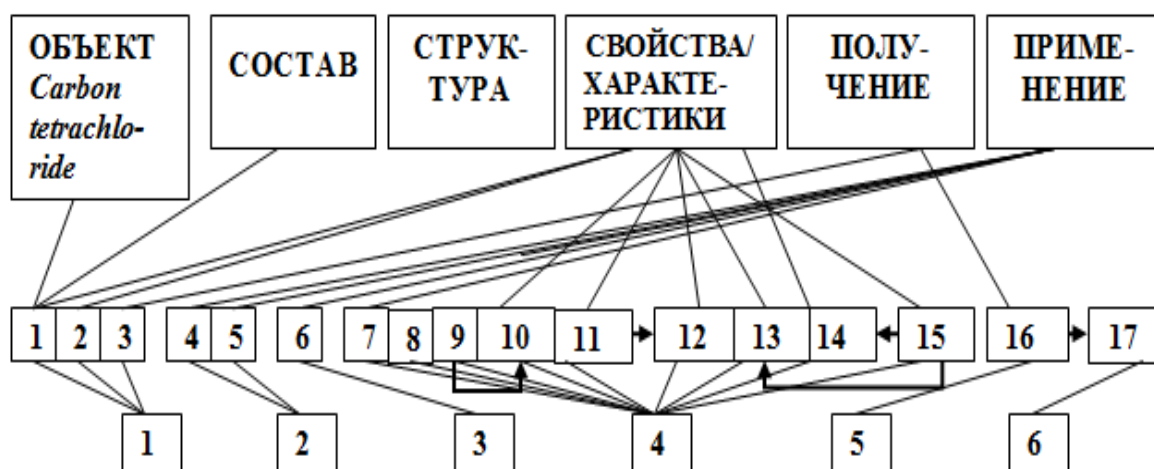 ОБЪЕКТ
Carbon
tetrachlo-
ride
СОСТАВ
СТРУК-
ТУРА
СВОЙСТВА/
ХАРАКТЕ-
РИСТИКИ
ПОЛУ-
ЧЕНИЕ
ПРИМЕ-
НЕНИЕ
1 2 3 4 5 6 7 8 9 10 11 12 13 14 15 16 17
1 2 3 4 5 6